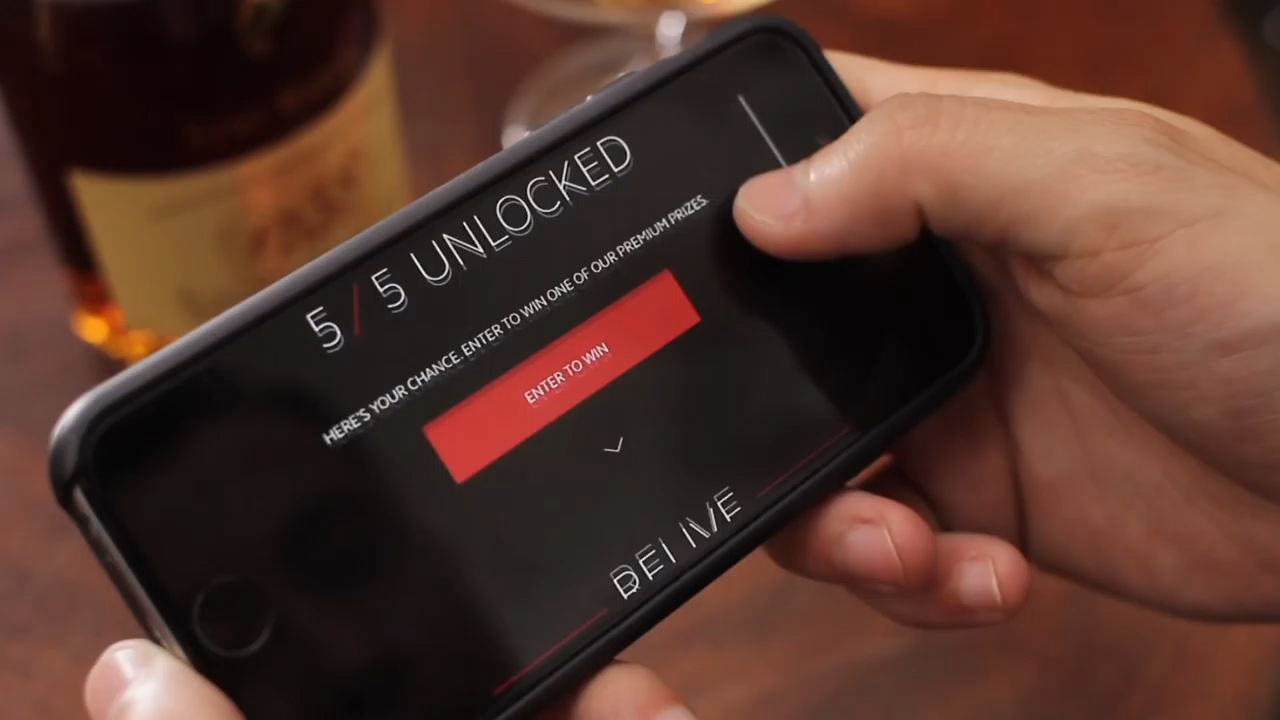 5/5 UNLOCKED
HERE'S YOUR CHANCE. ENTER TO WIN ONE OF OUR PREMIUM PRIZES.
ENTER TO WIN